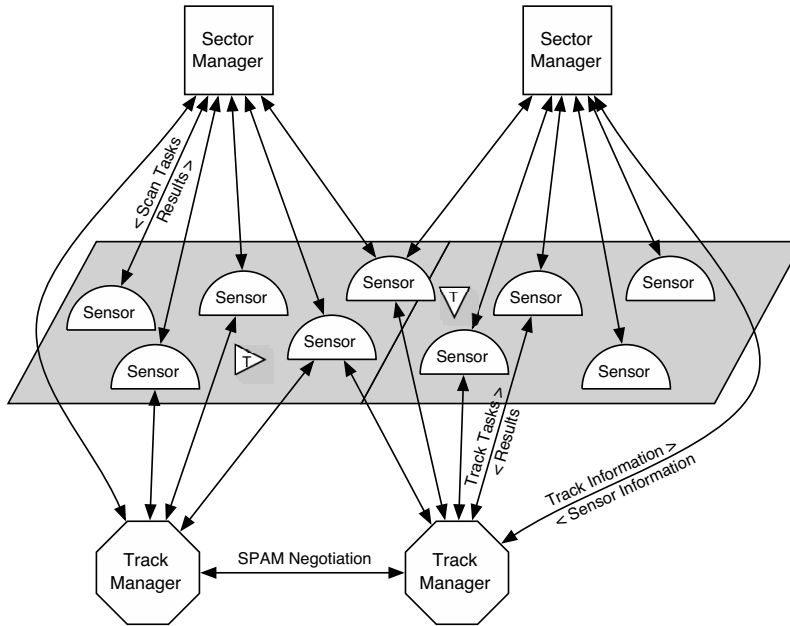 Sector
Manager
Sector
Manager
< Scan Tasks
Results >
Sensor
Sensor
Sensor
Sensor
T
Sensor
Sensor
Sensor
T
Sensor
Sensor
Sensor
Track Tasks >
< Results
Track Information >
< Sensor Information
Track
Manager
SPAM Negotiation
Track
Manager